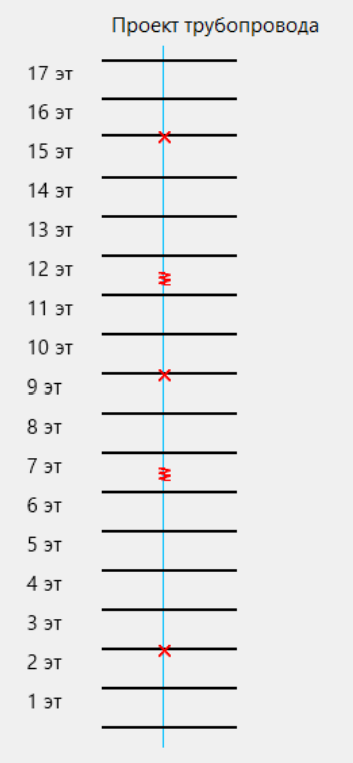 Проект трубопровода
17 эт
16 эт
15 эт
14 эт
13 эт
12 эт
11 эт
10 эт
9 эт
8 эт
7 эт
6 эт
5 эт
4 эт
3 эт
2 эт
1 эт